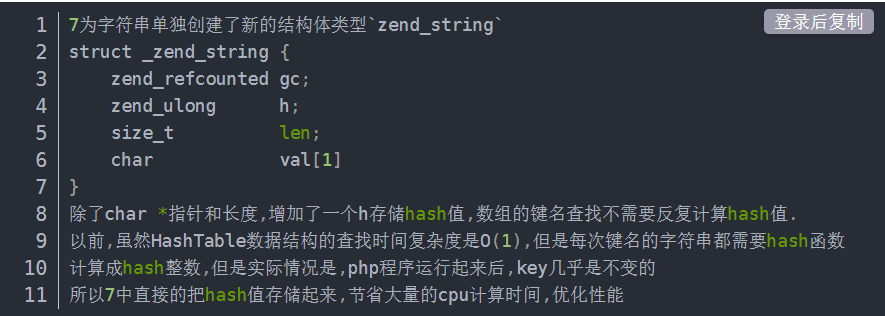 登录后复制
1 7为字符串单独创建了新的结构体类型`zend_string`
2 struct _zend_string {
3     zend_refcounted gc;
4     zend_ulong      h;
5     size_t          len;
6     char            val[1]
7 }
8 除了char *指针和长度,增加了一个h存储hash值,数组的键名查找不需要反复计算hash值.
9 以前,虽然HashTable数据结构的查找时间复杂度是O(1),但是每次键名的字符串都需要hash函数
10 计算成hash整数,但是实际情况是,php程序运行起来后,key几乎是不变的
11 所以7中直接的把hash值存储起来,节省大量的cpu计算时间,优化性能